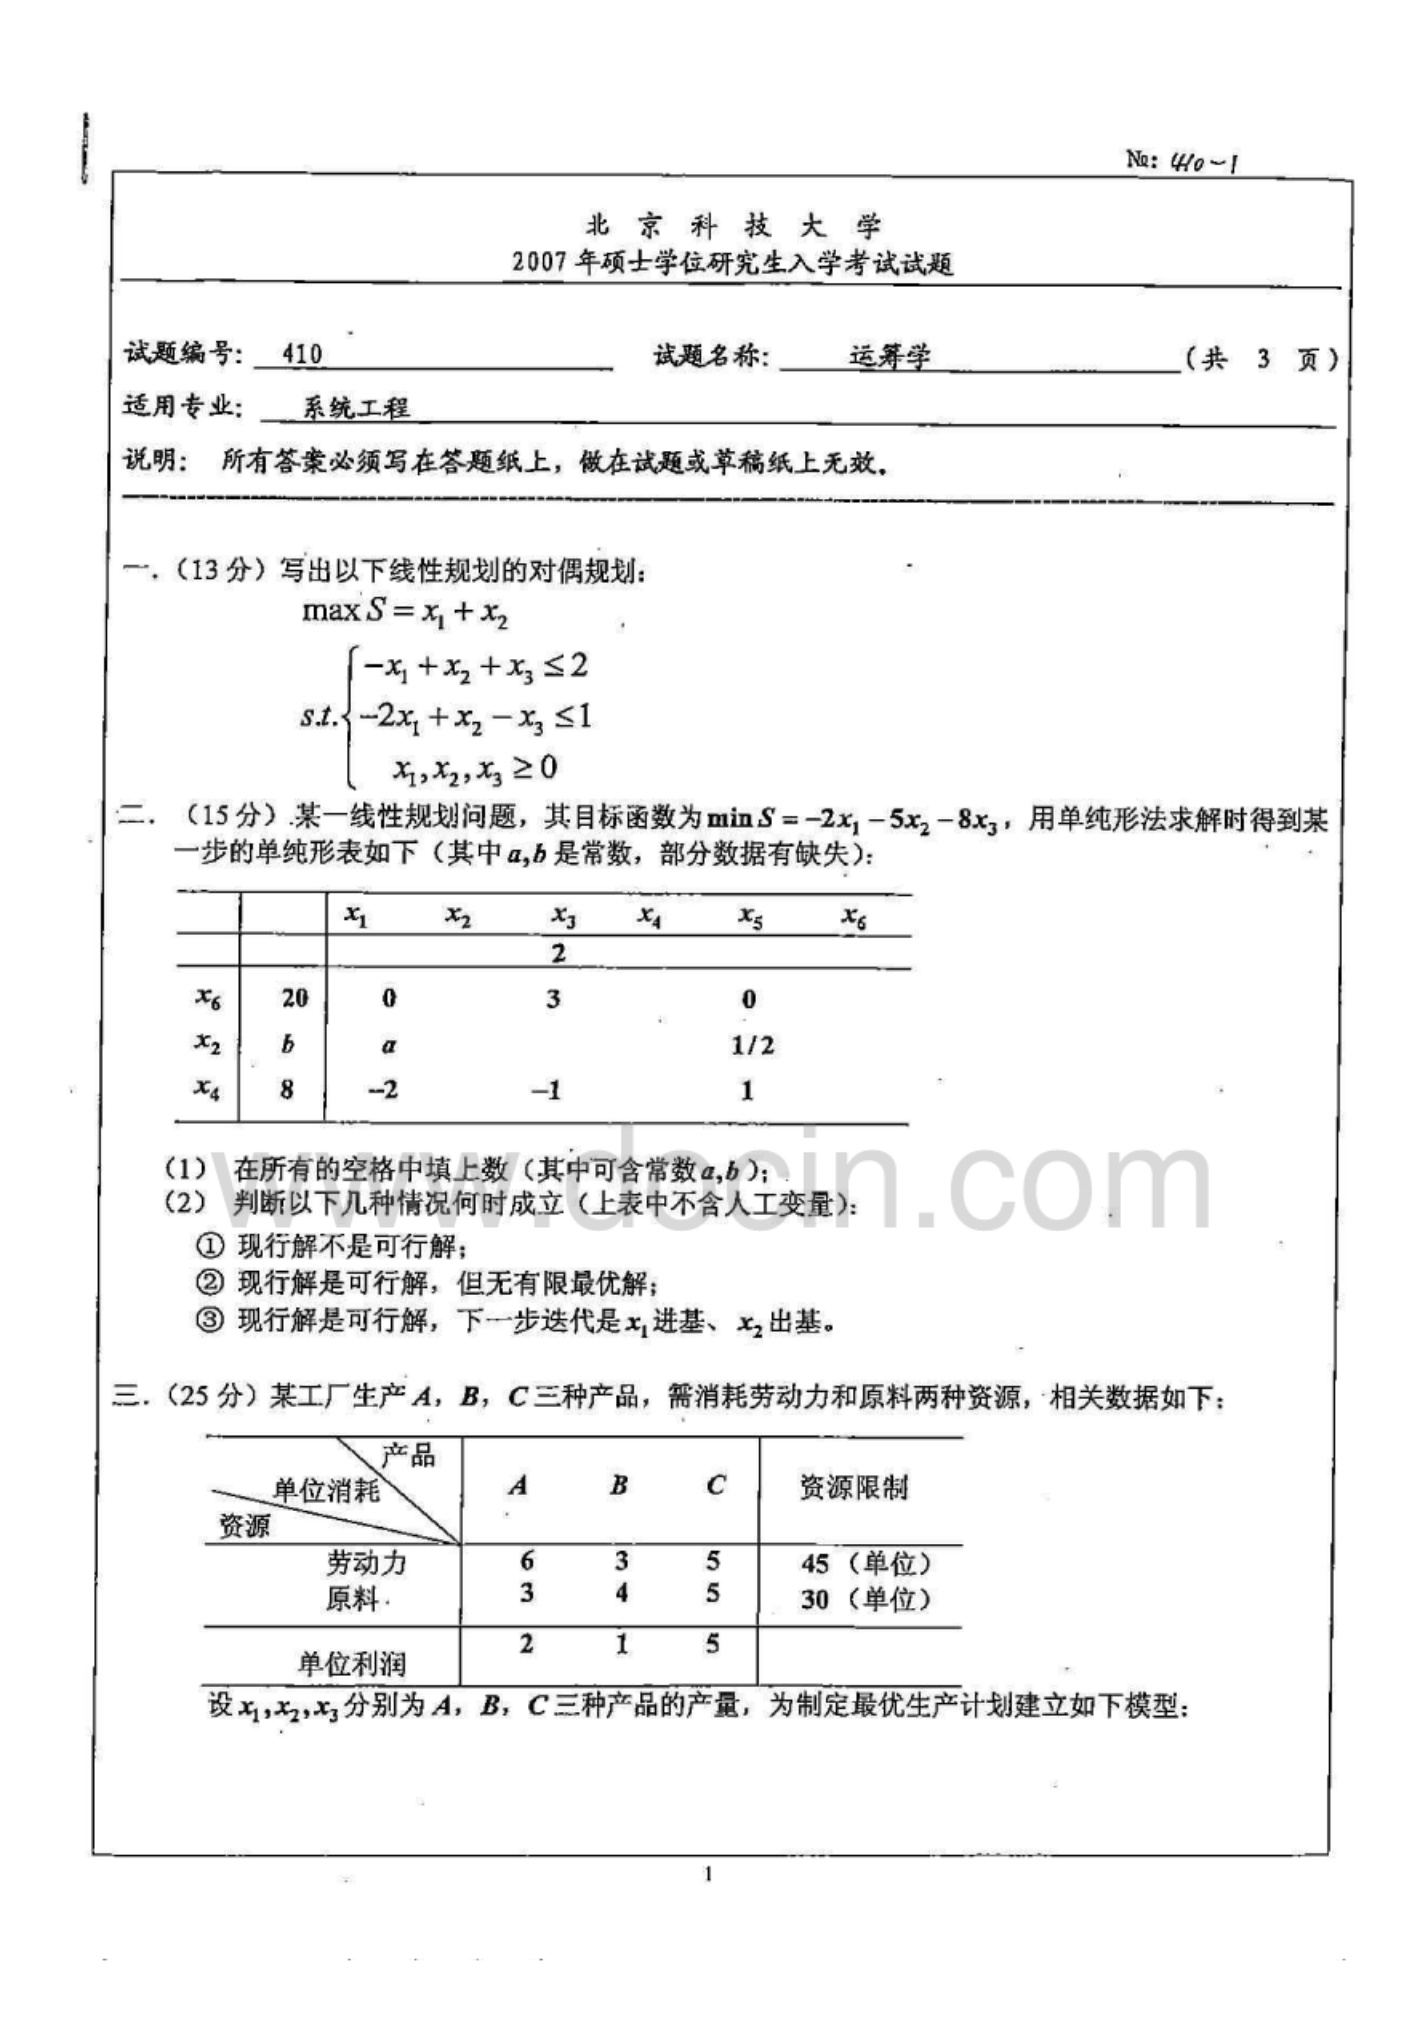 №: 410-1
北京科技大学
2007年硕士学位研究生入学考试试题
试题编号: 410 试题名称: 运筹学 (共 3 页)
适用专业: 系统工程
说明: 所有答案必须写在答题纸上，做在试题或草稿纸上无效。
一.（13分）写出以下线性规划的对偶规划:
max S = x₁ + x₂
s.t. { -x₁ + x₂ + x₃ ≤ 2
-2x₁ + x₂ - x₃ ≤ 1
x₁, x₂, x₃ ≥ 0
二. （15分）.某一线性规划问题，其目标函数为 min S = -2x₁ - 5x₂ - 8x₃，用单纯形法求解时得到某
一步的单纯形表如下（其中 a,b 是常数，部分数据有缺失）:
x₁ x₂ x₃ x₄ x₅ x₆
2
x₆ 20 0 3 0
x₂ b a 1/2
x₄ 8 -2 -1 1
(1) 在所有的空格中填上数（其中可含常数 a,b）;
(2) 判断以下几种情况何时成立（上表中不含人工变量）:
① 现行解不是可行解;
② 现行解是可行解，但无有限最优解;
③ 现行解是可行解，下一步迭代是 x₁ 进基、 x₂ 出基。
三.（25分）某工厂生产 A，B，C 三种产品，需消耗劳动力和原料两种资源，相关数据如下:
产品
单位消耗 A B C 资源限制
资源
劳动力 6 3 5 45（单位）
原料 3 4 5 30（单位）
单位利润 2 1 5
设 x₁, x₂, x₃ 分别为 A，B，C 三种产品的产量，为制定最优生产计划建立如下模型:
1
www.docin.com